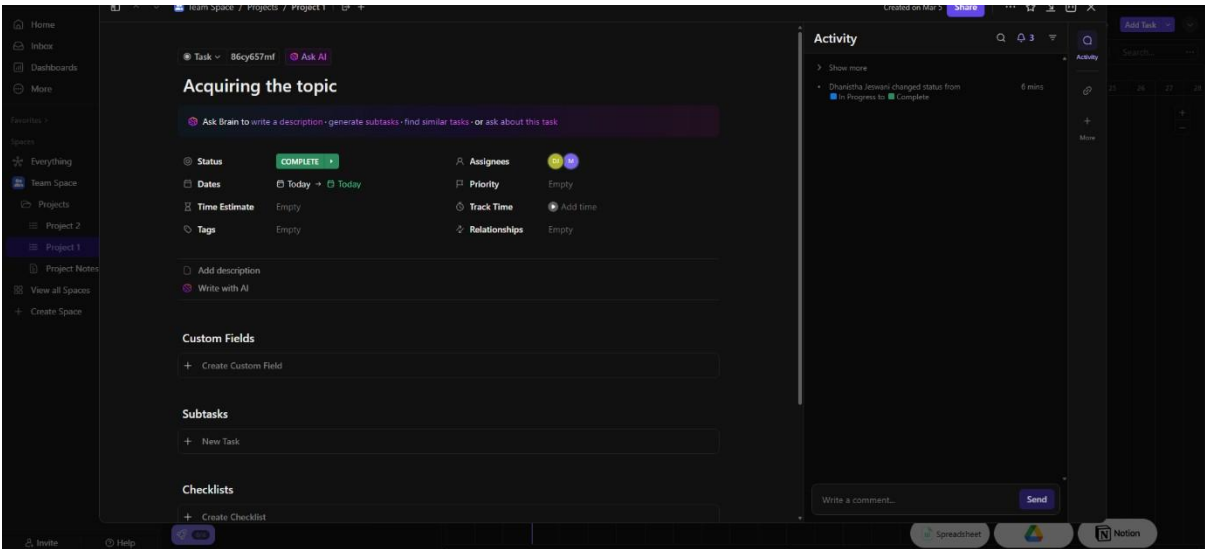 Team Space / Projects / Project 1
Created on Mar 5
Share
Home
Inbox
Dashboards
More
Favorites >
Spaces
Everything
Team Space
Projects
Project 2
Project 1
Project Notes
View all Spaces
+ Create Space
Invite
Help
Task
86cy657mf
Ask AI
Acquiring the topic
Ask Brain to write a description · generate subtasks · find similar tasks · or ask about this task
Status
COMPLETE
Assignees
DJ
M
Dates
Today → Today
Priority
Empty
Time Estimate
Empty
Track Time
Add time
Tags
Empty
Relationships
Empty
Add description
Write with AI
Custom Fields
+ Create Custom Field
Subtasks
+ New Task
Checklists
+ Create Checklist
Activity
3
> Show more
Dhanistha Jeswani changed status from
6 mins
In Progress to Complete
Write a comment...
Send
Activity
+
More
Add Task
Search...
25 26 27 28
+
−
Spreadsheet
Notion